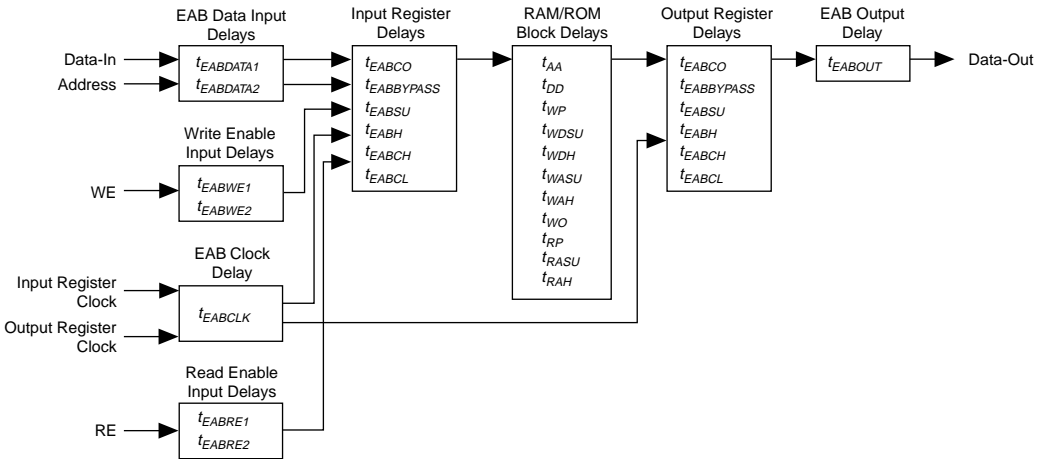 EAB Data Input
Delays
Data-In
Address
tEABDATA1
tEABDATA2
Input Register
Delays
tEABCO
tEABBYPASS
tEABSU
tEABH
tEABCH
tEABCL
RAM/ROM
Block Delays
tAA
tDD
tWP
tWDSU
tWDH
tWASU
tWAH
tWO
tRP
tRASU
tRAH
Output Register
Delays
tEABCO
tEABBYPASS
tEABSU
tEABH
tEABCH
tEABCL
EAB Output
Delay
tEABOUT
Data-Out
Write Enable
Input Delays
WE
tEABWE1
tEABWE2
EAB Clock
Delay
Input Register
Clock
Output Register
Clock
tEABCLK
Read Enable
Input Delays
RE
tEABRE1
tEABRE2